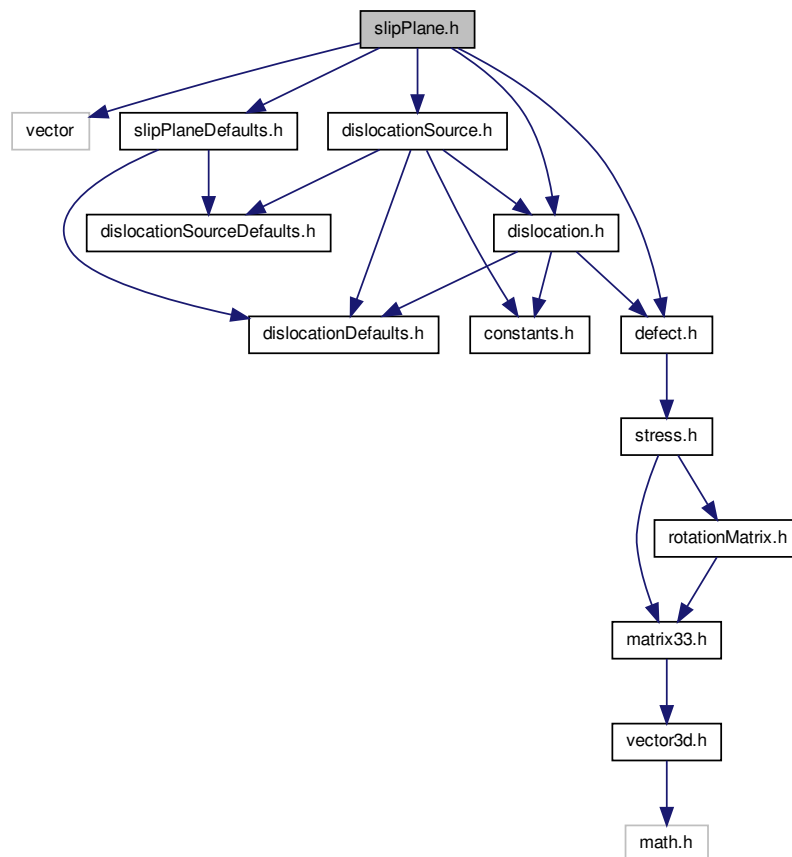 slipPlane.h
vector
slipPlaneDefaults.h
dislocationSource.h
dislocationSourceDefaults.h
dislocation.h
dislocationDefaults.h
constants.h
defect.h
stress.h
rotationMatrix.h
matrix33.h
vector3d.h
math.h